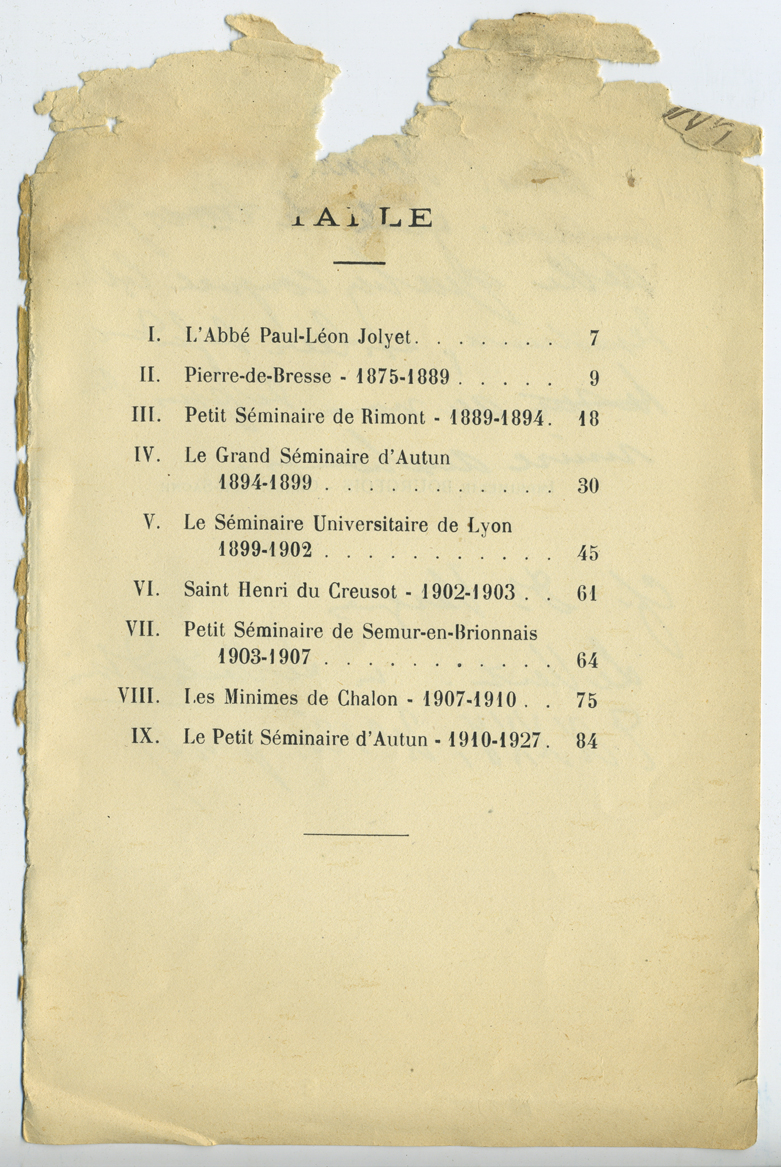 TABLE
I. L'Abbé Paul-Léon Jolyet. . . . . . . . 7
II. Pierre-de-Bresse - 1875-1889 . . . . . 9
III. Petit Séminaire de Rimont - 1889-1894. 18
IV. Le Grand Séminaire d'Autun
1894-1899 . . . . . . . . . . . . 30
V. Le Séminaire Universitaire de Lyon
1899-1902 . . . . . . . . . . . . 45
VI. Saint Henri du Creusot - 1902-1903 . . 61
VII. Petit Séminaire de Semur-en-Brionnais
1903-1907 . . . . . . . . . . . . 64
VIII. Les Minimes de Chalon - 1907-1910 . . 75
IX. Le Petit Séminaire d'Autun - 1910-1927. 84